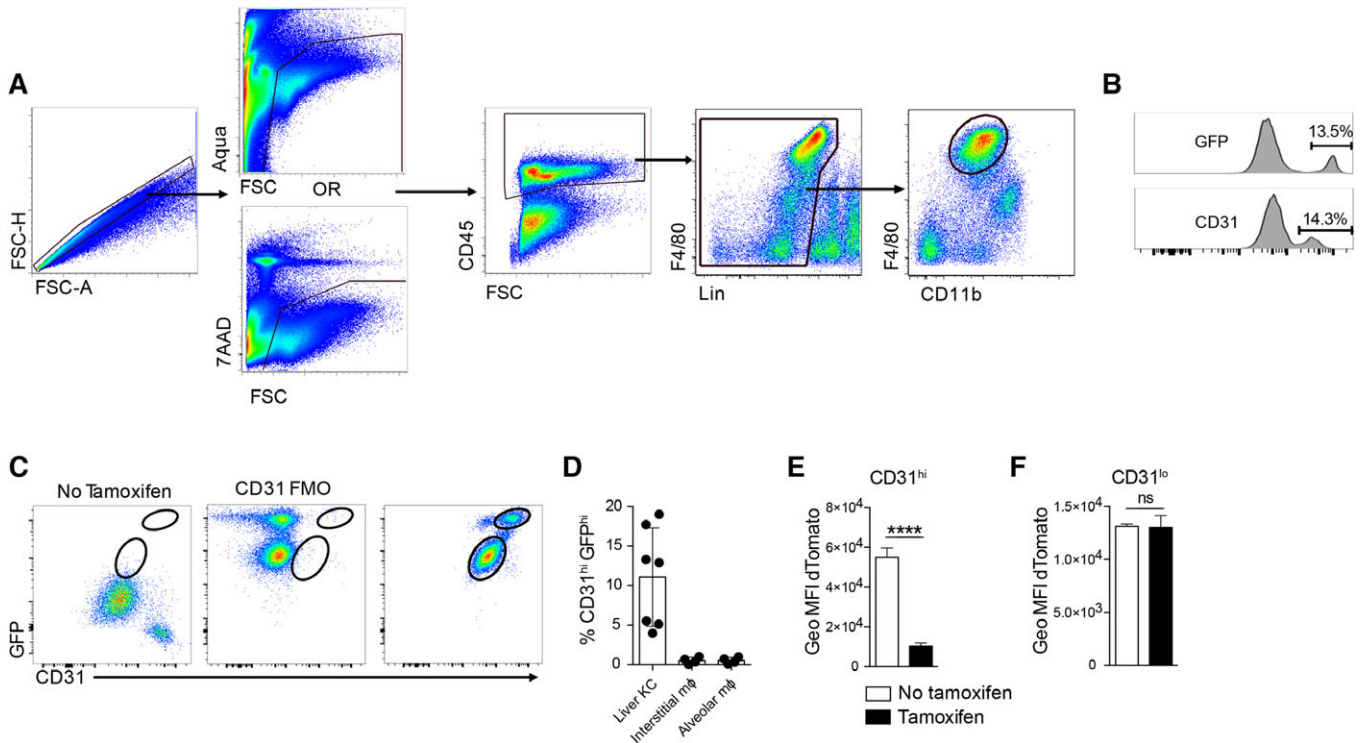 A
FSC-H
FSC-A
Aqua
FSC
OR
7AAD
FSC
CD45
FSC
F4/80
Lin
F4/80
CD11b
B
GFP
13.5%
CD31
14.3%
C
No Tamoxifen
CD31 FMO
GFP
CD31
D
% CD31hi GFPhi
20
15
10
5
0
Liver KC
Interstitial mϕ
Alveolar mϕ
E
CD31hi
Geo MFI dTomato
8×10⁴
6×10⁴
4×10⁴
2×10⁴
0
****
No tamoxifen
Tamoxifen
F
CD31lo
ns
Geo MFI dTomato
1.5×10⁴
1.0×10⁴
5.0×10³
0